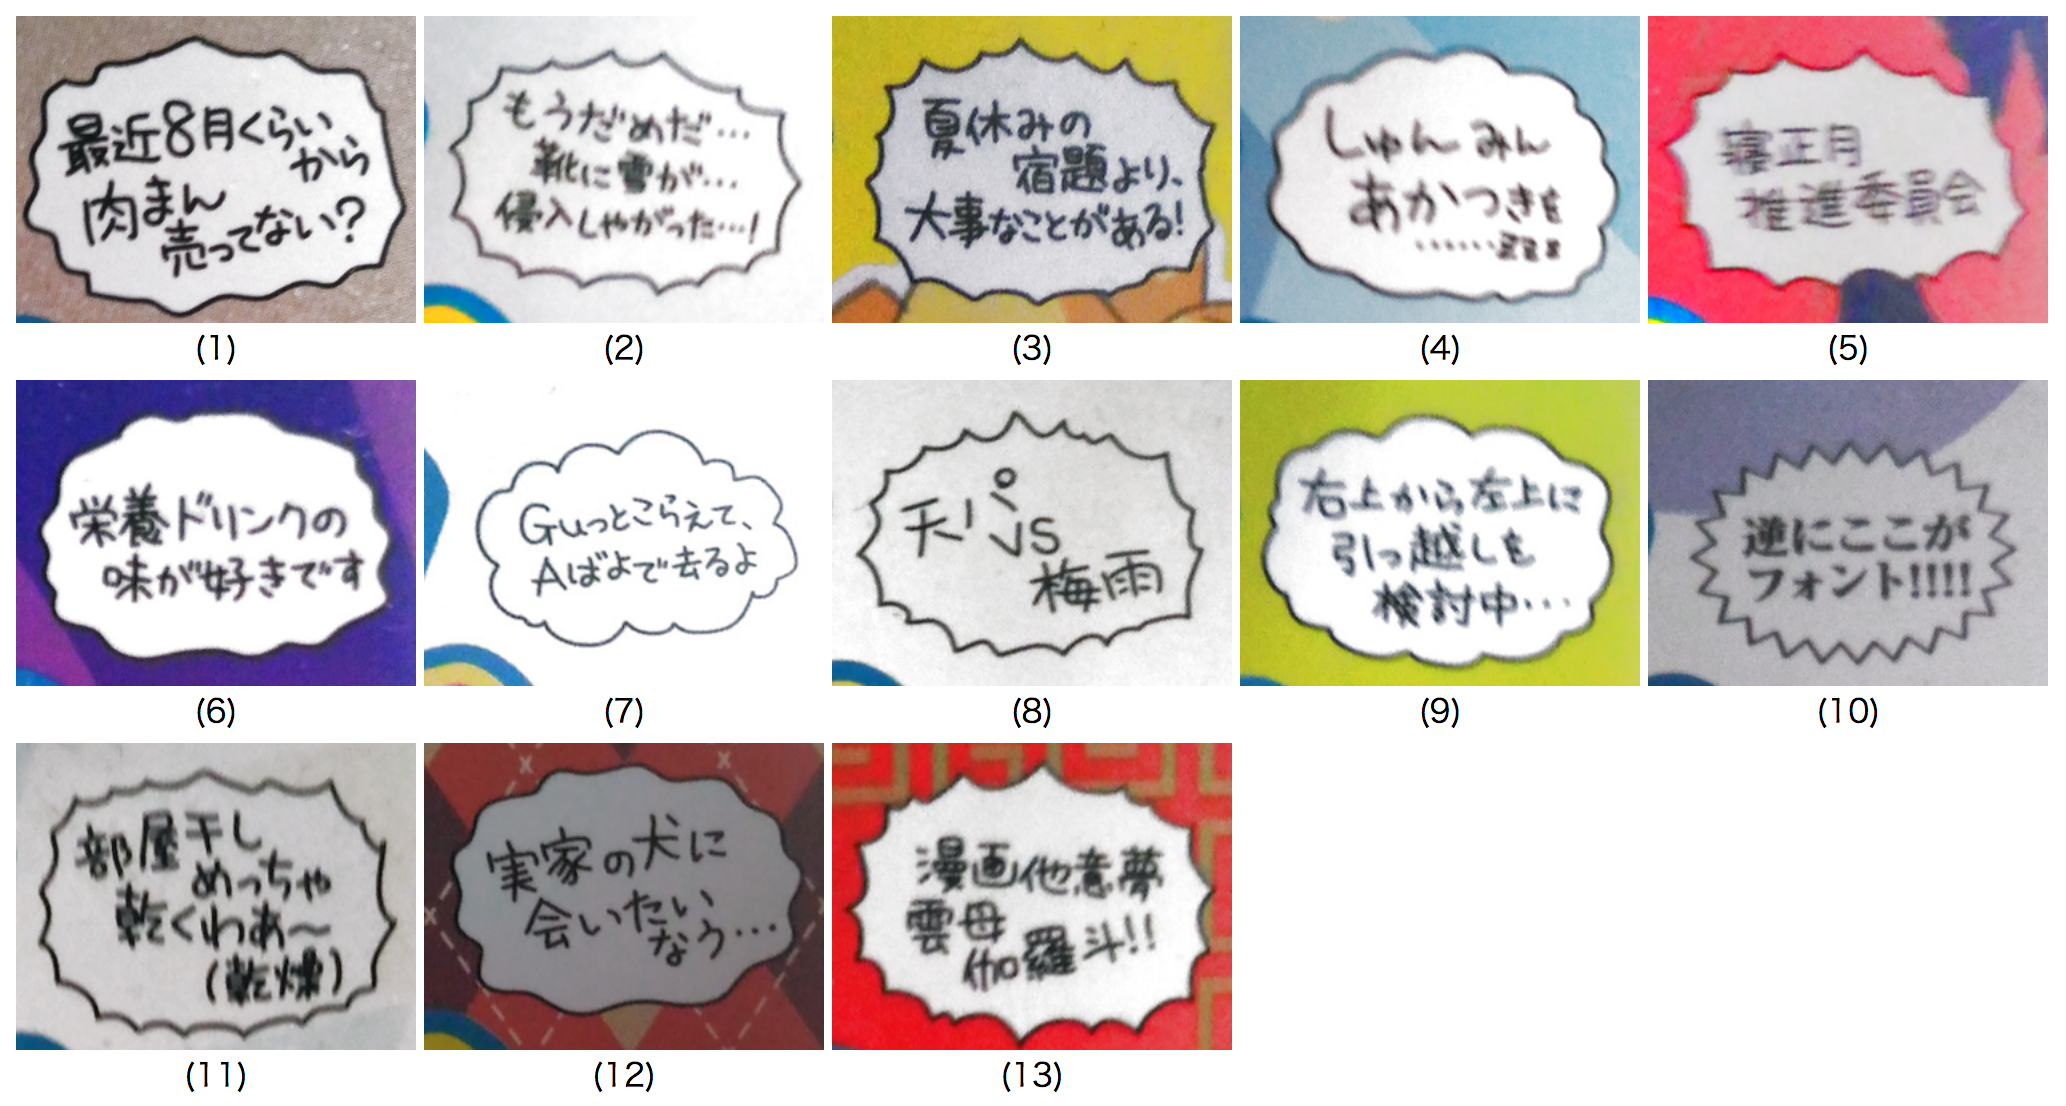 最近8月くらい
から
肉まん
売ってない?
(1)
もうだめだ…
靴に雪が…
侵入しやがった…!
(2)
夏休みの
宿題より、
大事なことがある!
(3)
しゅんみん
あかつきを
……zzz
(4)
寝正月
推進委員会
(5)
栄養ドリンクの
味が好きです
(6)
Guっとこらえて、
Aばよで去るよ
(7)
天パ
vs
梅雨
(8)
右上から左上に
引っ越しを
検討中…
(9)
逆にここが
フォント!!!!
(10)
部屋干し
めっちゃ
乾くわあ〜
(乾燥)
(11)
実家の犬に
会いたい
なう…
(12)
漫画他意夢
雲母
伽羅斗!!
(13)